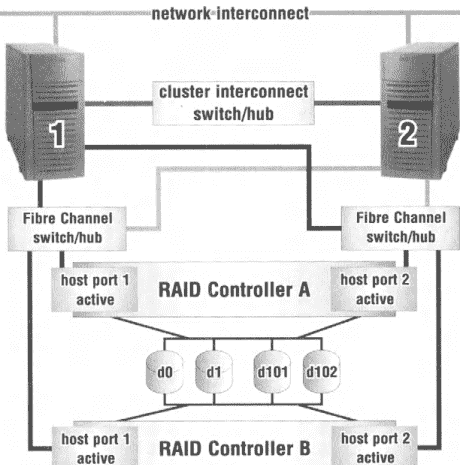 network interconnect
cluster interconnect
switch/hub
1
2
Fibre Channel
switch/hub
Fibre Channel
switch/hub
host port 1
active
RAID Controller A
host port 2
active
d0
d1
d101
d102
host port 1
active
RAID Controller B
host port 2
active